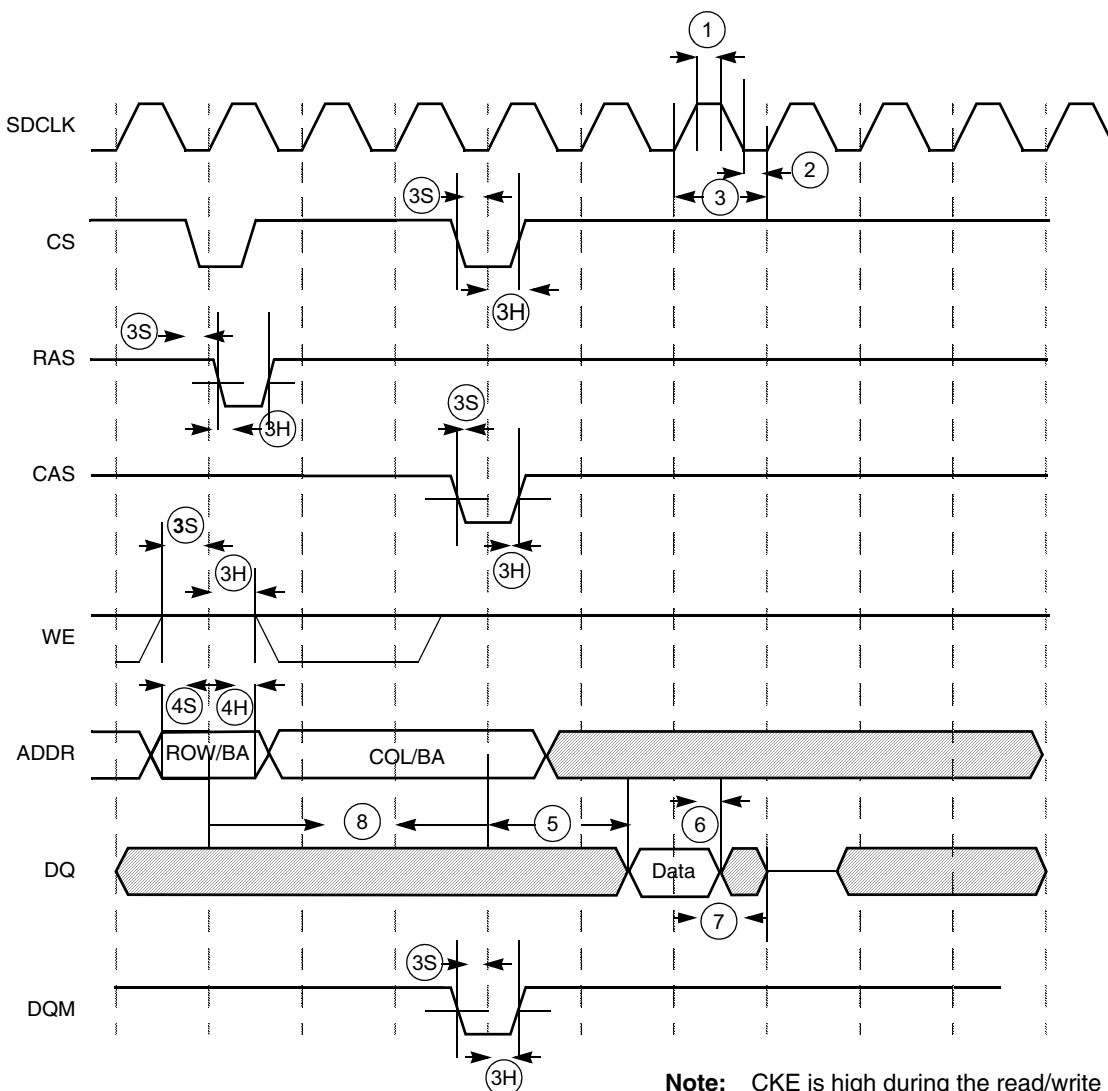 1
SDCLK
2
3S
3
CS
3H
3S
RAS
3S
3H
CAS
3S
3H
3H
WE
4S
4H
ADDR
ROW/BA
COL/BA
8
5
6
DQ
Data
7
3S
DQM
3H
Note: CKE is high during the read/write